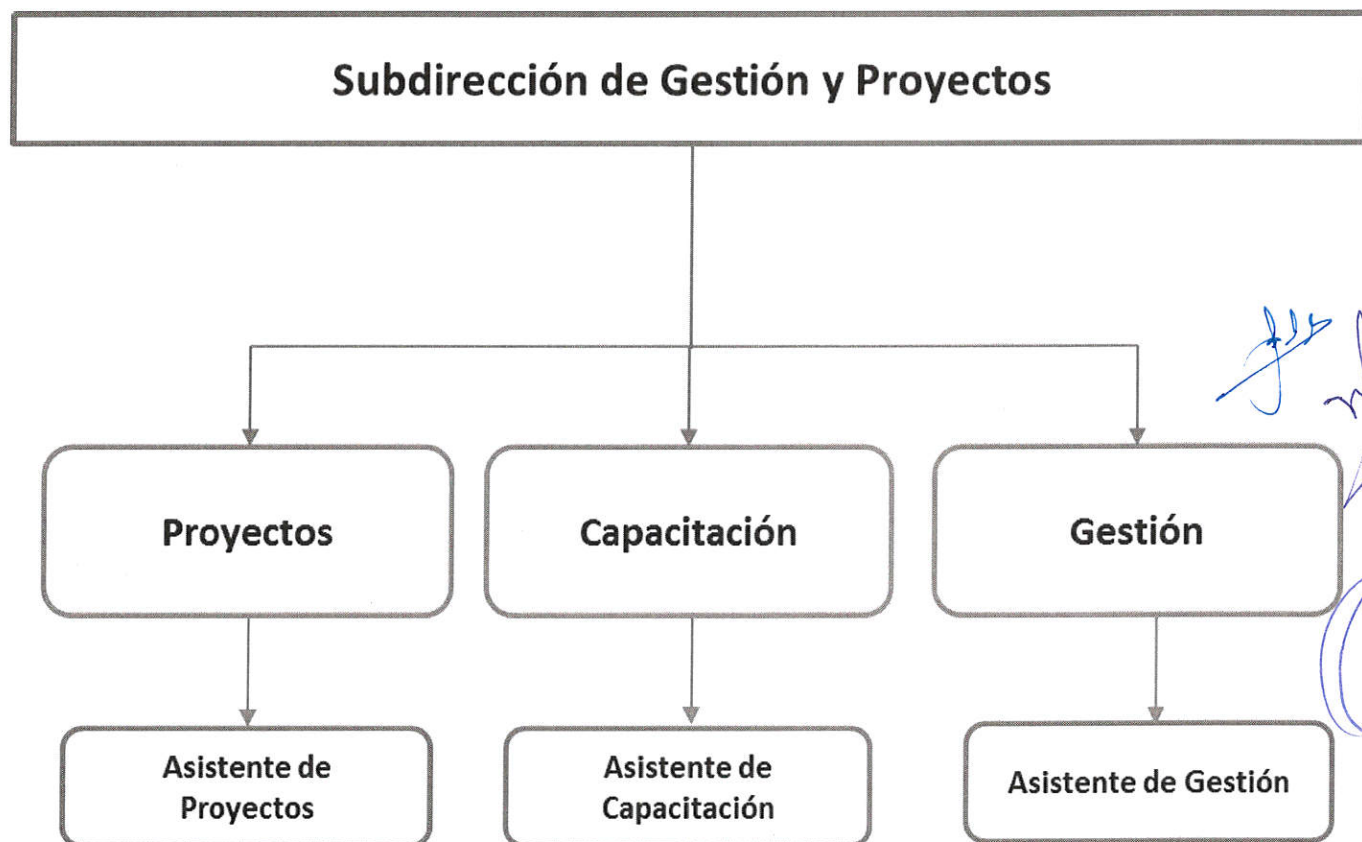 Subdirección de Gestión y Proyectos
Proyectos
Capacitación
Gestión
Asistente de
Proyectos
Asistente de
Capacitación
Asistente de Gestión